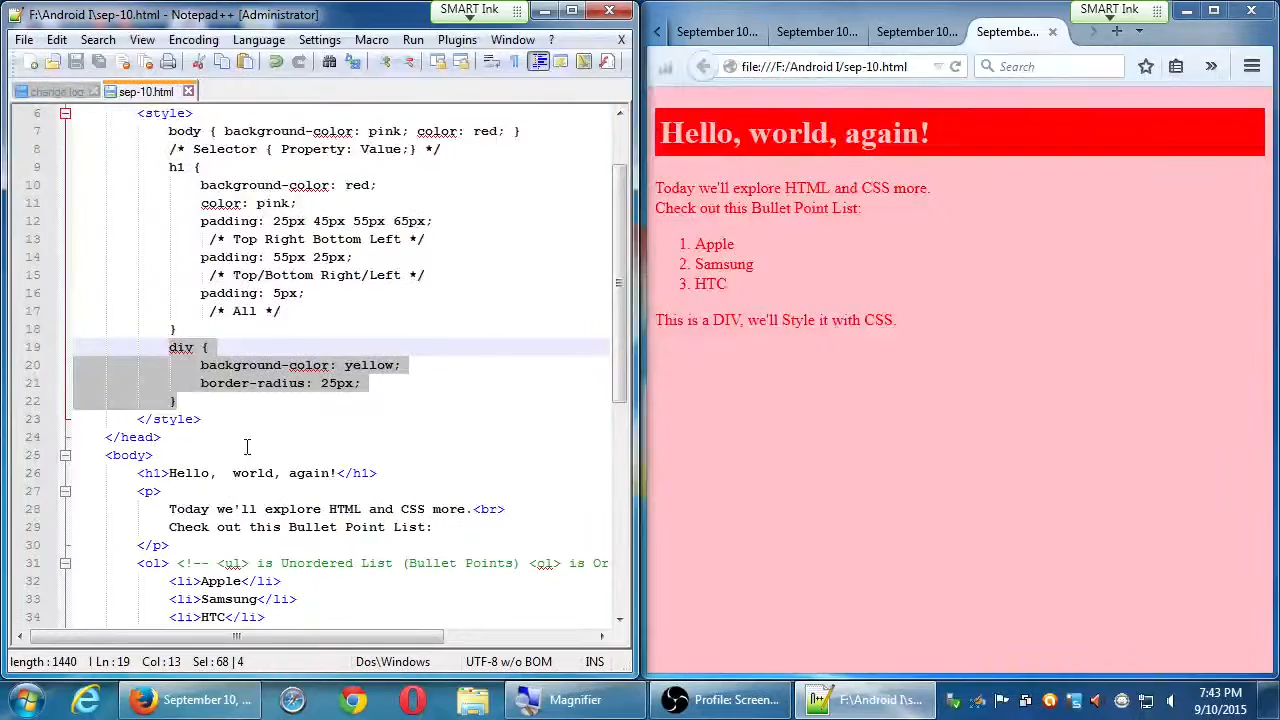 F:\Android I\sep-10.html - Notepad++ [Administrator]
SMART Ink
File Edit Search View Encoding Language Settings Macro Run Plugins Window ? X
change log
sep-10.html
6 <style>
7 body { background-color: pink; color: red; }
8 /* Selector { Property: Value;} */
9 h1 {
10 background-color: red;
11 color: pink;
12 padding: 25px 45px 55px 65px;
13 /* Top Right Bottom Left */
14 padding: 55px 25px;
15 /* Top/Bottom Right/Left */
16 padding: 5px;
17 /* All */
18 }
19 div {
20 background-color: yellow;
21 border-radius: 25px;
22 }
23 </style>
24 </head>
25 <body>
26 <h1>Hello,  world, again!</h1>
27 <p>
28 Today we'll explore HTML and CSS more.<br>
29 Check out this Bullet Point List:
30 </p>
31 <ol> <!-- <ul> is Unordered List (Bullet Points) <ol> is Or
32 <li>Apple</li>
33 <li>Samsung</li>
34 <li>HTC</li>
length : 1440 l Ln : 19 Col : 13 Sel : 68 | 4 Dos\Windows UTF-8 w/o BOM INS
SMART Ink
September 10... September 10... September 10... Septembe...
file:///F:/Android I/sep-10.html
Search
Hello, world, again!
Today we'll explore HTML and CSS more.
Check out this Bullet Point List:
1. Apple
2. Samsung
3. HTC
This is a DIV, we'll Style it with CSS.
September 10, ...
Magnifier
Profile: Screen...
F:\Android I\s...
7:43 PM
9/10/2015